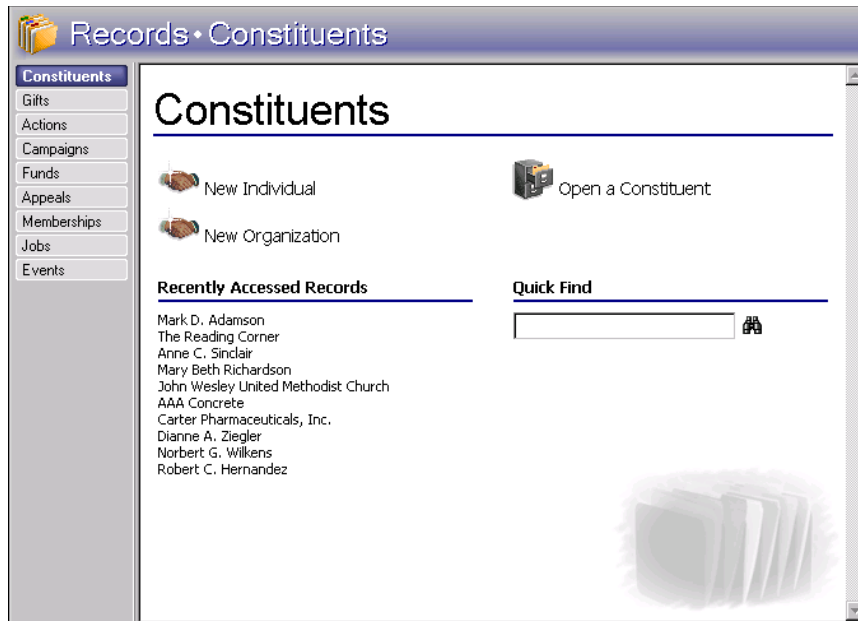 Records • Constituents
Constituents
Gifts
Actions
Campaigns
Funds
Appeals
Memberships
Jobs
Events
Constituents
New Individual
Open a Constituent
New Organization
Recently Accessed Records
Mark D. Adamson
The Reading Corner
Anne C. Sinclair
Mary Beth Richardson
John Wesley United Methodist Church
AAA Concrete
Carter Pharmaceuticals, Inc.
Dianne A. Ziegler
Norbert G. Wilkens
Robert C. Hernandez
Quick Find